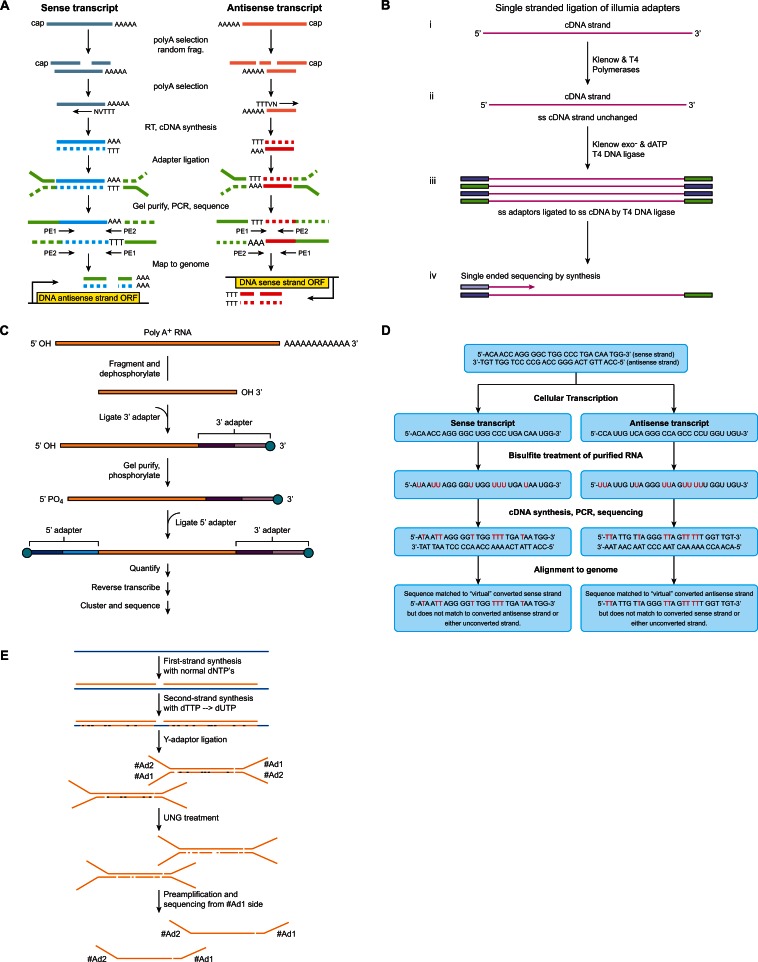 A
Sense transcript
Antisense transcript
cap AAAAA
AAAAA cap
polyA selection
random frag.
cap
AAAAA
cap
AAAAA
polyA selection
AAAAA
NVTTT
TTTVN
AAAAA
RT, cDNA synthesis
AAA
TTT
TTT
AAA
Adapter ligation
AAA
TTT
TTT
AAA
Gel purify, PCR, sequence
AAA
PE1 PE2
TTT
PE2 PE1
TTT
PE1 PE2
AAA
PE2 PE1
Map to genome
AAA
AAA
DNA antisense strand ORF
DNA sense strand ORF
TTT
TTT
B
Single stranded ligation of illumia adapters
i
cDNA strand
5' 3'
Klenow & T4
Polymerases
ii
cDNA strand
5' 3'
ss cDNA strand unchanged
Klenow exo- & dATP
T4 DNA ligase
iii
ss adaptors ligated to ss cDNA by T4 DNA ligase
iv
Single ended sequencing by synthesis
C
Poly A+ RNA
5' OH AAAAAAAAAAAA 3'
Fragment and
dephosphorylate
OH 3'
Ligate 3' adapter
3' adapter
5' OH 3'
Gel purify,
phosphorylate
5' PO4 3'
Ligate 5' adapter
5' adapter
3' adapter
Quantify
Reverse transcribe
Cluster and sequence
D
5'-ACA ACC AGG GGC TGG CCC TGA CAA TGG-3' (sense strand)
3'-TGT TGG TCC CCG ACC GGG ACT GTT ACC-5' (antisense strand)
Cellular Transcription
Sense transcript
5'-ACA ACC AGG GGC UGG CCC UGA CAA UGG-3'
Antisense transcript
5'-CCA UUG UCA GGG CCA GCC CCU GGU UGU-3'
Bisulfite treatment of purified RNA
5'-AUA AUU AGG GGU UGG UUU UGA UAA UGG-3'
5'-UUA UUG UUA GGG UUA GUU UUU GGU UGU-3'
cDNA synthesis, PCR, sequencing
5'-ATA ATT AGG GGT TGG TTT TGA TAA TGG-3'
3'-TAT TAA TCC CCA ACC AAA ACT ATT ACC-5'
5'-TTA TTG TTA GGG TTA GTT TTT GGT TGT-3'
3'-AAT AAC AAT CCC AAT CAA AAA CCA ACA-5'
Alignment to genome
Sequence matched to "virtual" converted sense strand
5'-ATA ATT AGG GGT TGG TTT TGA TAA TGG-3'
but does not match to converted antisense strand or
either unconverted strand.
Sequence matched to "virtual" converted antisense strand
5'-TTA TTG TTA GGG TTA GTT TTT GGT TGT-3'
but does not match to converted sense strand or
either unconverted strand.
E
First-strand synthesis
with normal dNTP's
Second-strand synthesis
with dTTP --> dUTP
Y-adaptor ligation
#Ad2 #Ad1
#Ad1 #Ad2
UNG treatment
Preamplification and
sequencing from #Ad1 side
#Ad2 #Ad1
#Ad2 #Ad1